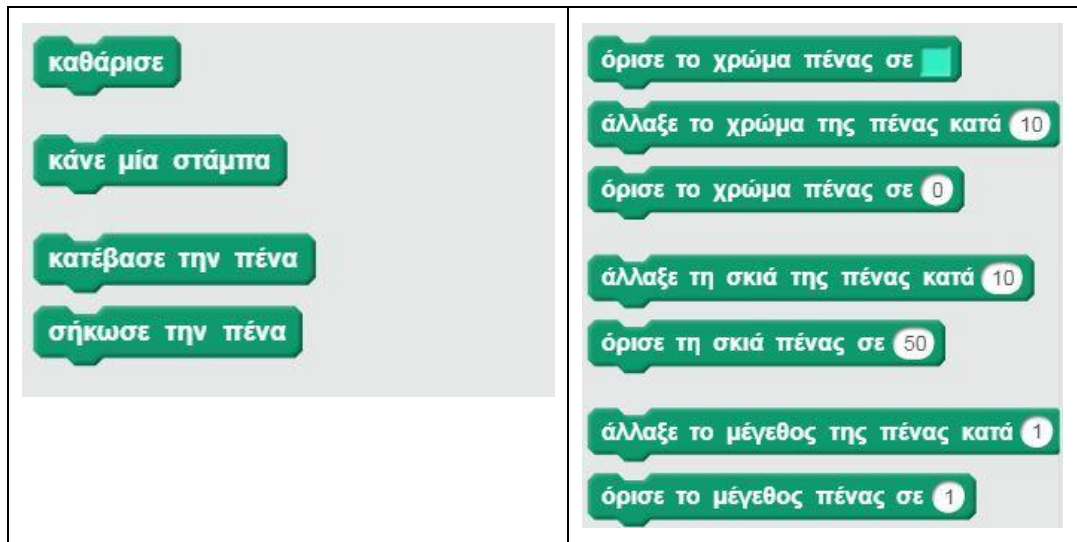 καθάρισε
κάνε μία στάμπα
κατέβασε την πένα
σήκωσε την πένα
όρισε το χρώμα πένας σε
άλλαξε το χρώμα της πένας κατά 10
όρισε το χρώμα πένας σε 0
άλλαξε τη σκιά της πένας κατά 10
όρισε τη σκιά πένας σε 50
άλλαξε το μέγεθος της πένας κατά 1
όρισε το μέγεθος πένας σε 1